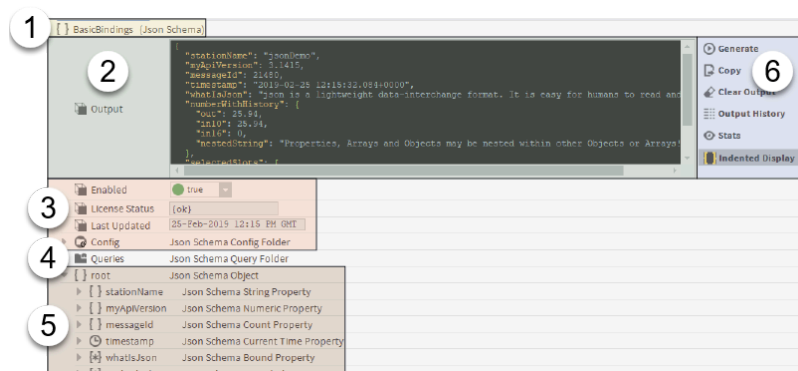 1
{ } BasicBindings (Json Schema)
2
Output
{
"stationName": "jsonDemo",
"myApiVersion": 3.1415,
"messageId": 21480,
"timestamp": "2019-02-25 12:15:32.084+0000",
"whatIsJson": "json is a lightweight data-interchange format. It is easy for humans to read and
"numberWithHistory": {
"out": 25.94,
"in10": 25.94,
"in16": 0,
"nestedString": "Properties, Arrays and Objects may be nested within other Objects or Arrays!
},
"selectedSlots": {
6
Generate
Copy
Clear Output
Output History
Stats
Indented Display
3
Enabled true
License Status {ok}
Last Updated 25-Feb-2019 12:15 PM GMT
Config Json Schema Config Folder
4
Queries Json Schema Query Folder
5
{ } root Json Schema Object
{ } stationName Json Schema String Property
{ } myApiVersion Json Schema Numeric Property
{ } messageId Json Schema Count Property
timestamp Json Schema Current Time Property
whatIsJson Json Schema Bound Property